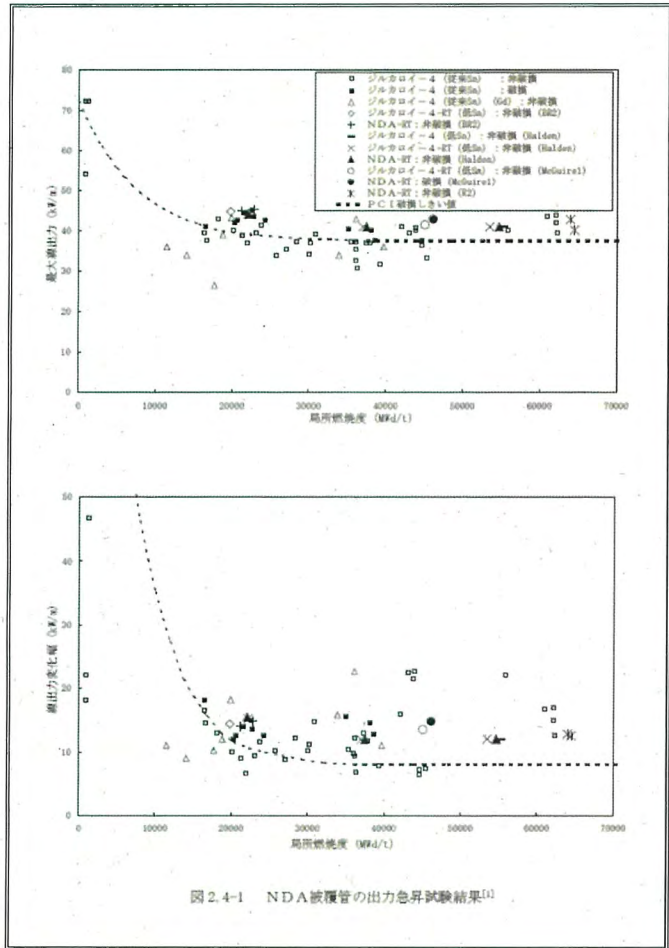 80
70
60
50
40
30
20
10
0
最大線出力 (kW/m)
ジルカロイ-4 (従来Sn) : 非破損
ジルカロイ-4 (従来Sn) : 破損
ジルカロイ-4 (従来Sn) (Gd) : 非破損
ジルカロイ-4-RT (低Sn) : 非破損 (BR2)
NDA-RT: 非破損 (BR2)
ジルカロイ-4 (低Sn) : 非破損 (Halden)
ジルカロイ-4-RT (低Sn) : 非破損 (Halden)
NDA-RT: 非破損 (Halden)
ジルカロイ-4-RT (低Sn) : 非破損 (McGuire1)
NDA-RT: 破損 (McGuire1)
NDA-RT: 非破損 (R2)
PCI破損しきい値
0 10000 20000 30000 40000 50000 60000 70000
局所燃焼度 (MWd/t)
50
40
30
20
10
0
線出力変化幅 (kW/m)
0 10000 20000 30000 40000 50000 60000 70000
局所燃焼度 (MWd/t)
図2.4-1 NDA被覆管の出力急昇試験結果[1]